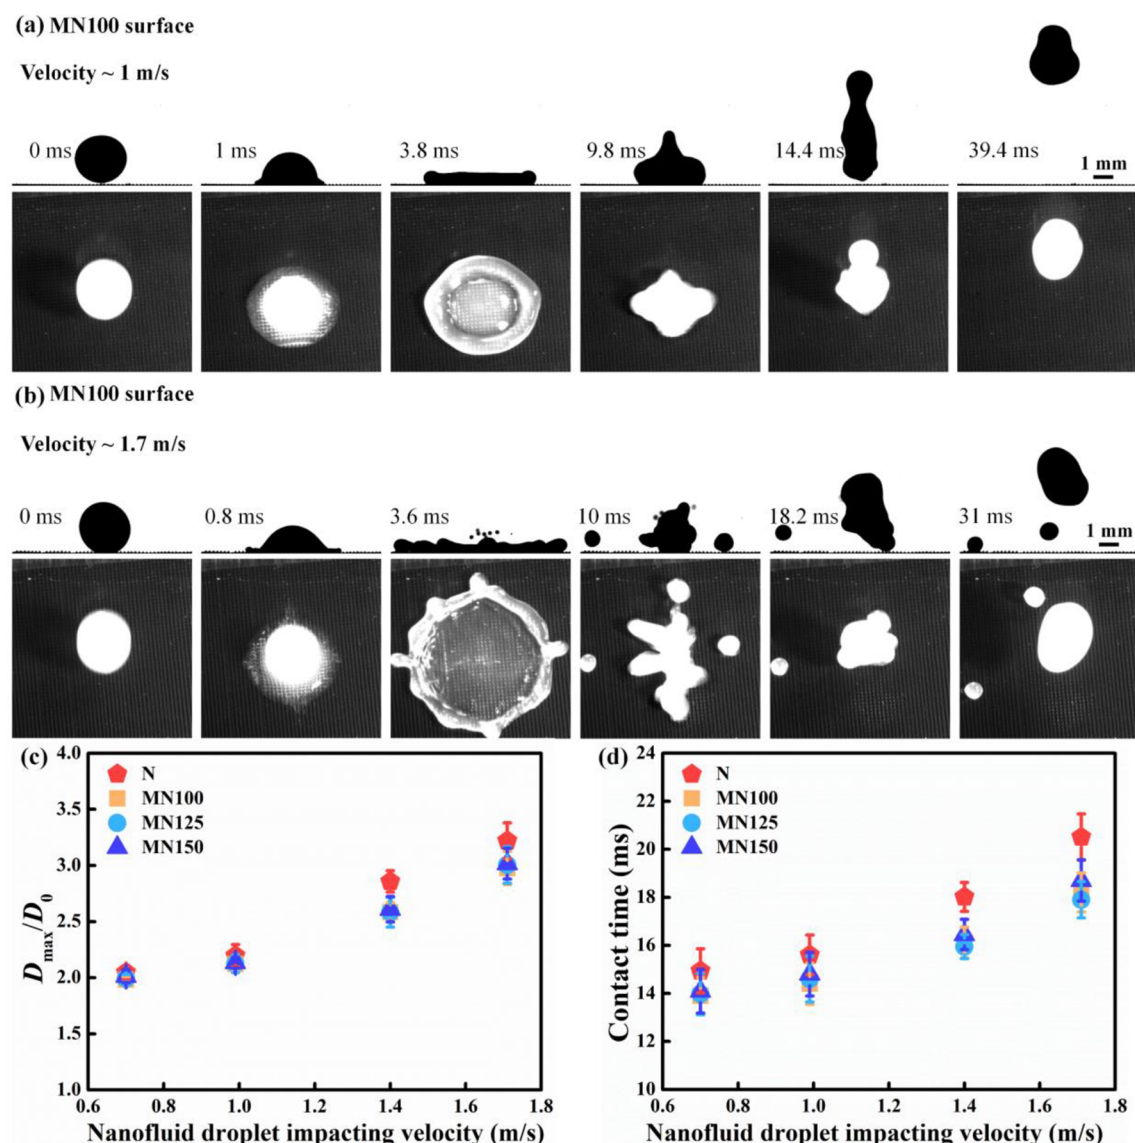 (a) MN100 surface
Velocity ~ 1 m/s
0 ms 1 ms 3.8 ms 9.8 ms 14.4 ms 39.4 ms 1 mm
(b) MN100 surface
Velocity ~ 1.7 m/s
0 ms 0.8 ms 3.6 ms 10 ms 18.2 ms 31 ms 1 mm
(c)
N
MN100
MN125
MN150
4.0
3.5
3.0
2.5
2.0
1.5
1.0
Dmax/D0
0.6 0.8 1.0 1.2 1.4 1.6 1.8
Nanofluid droplet impacting velocity (m/s)
(d)
N
MN100
MN125
MN150
24
22
20
18
16
14
12
10
Contact time (ms)
0.6 0.8 1.0 1.2 1.4 1.6 1.8
Nanofluid droplet impacting velocity (m/s)